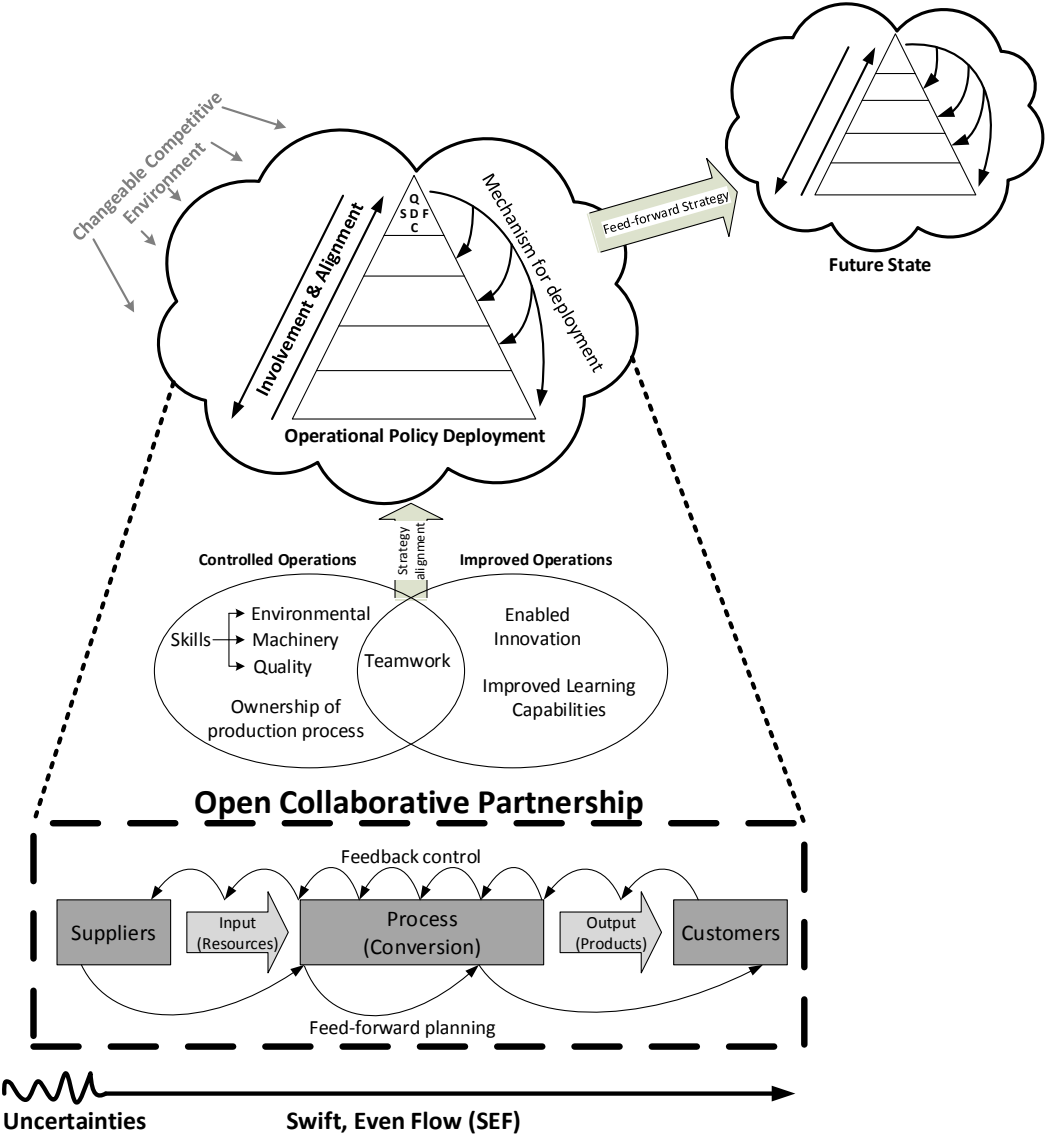 Changeable Competitive
Environment
Q
S D F
C
Involvement & Alignment
Mechanism for deployment
Operational Policy Deployment
Feed-forward Strategy
Future State
Strategy
alignment
Controlled Operations
Improved Operations
Skills
Environmental
Machinery
Quality
Ownership of
production process
Teamwork
Enabled
Innovation
Improved Learning
Capabilities
Open Collaborative Partnership
Feedback control
Suppliers
Input
(Resources)
Process
(Conversion)
Output
(Products)
Customers
Feed-forward planning
Uncertainties
Swift, Even Flow (SEF)